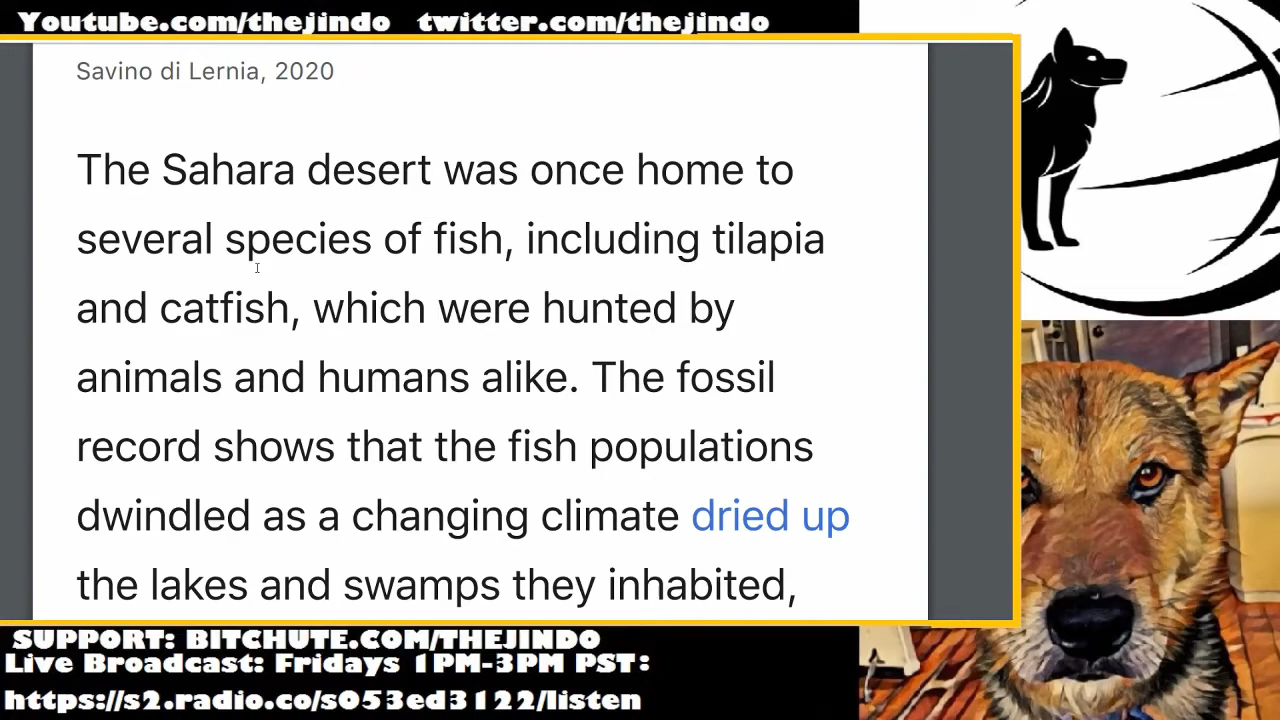 Youtube.com/thejindo twitter.com/thejindo
Savino di Lernia, 2020
The Sahara desert was once home to
several species of fish, including tilapia
and catfish, which were hunted by
animals and humans alike. The fossil
record shows that the fish populations
dwindled as a changing climate dried up
the lakes and swamps they inhabited,
SUPPORT: BITCHUTE.COM/THEJINDO
Live Broadcast: Fridays 1PM-3PM PST:
https://s2.radio.co/s053ed3122/listen